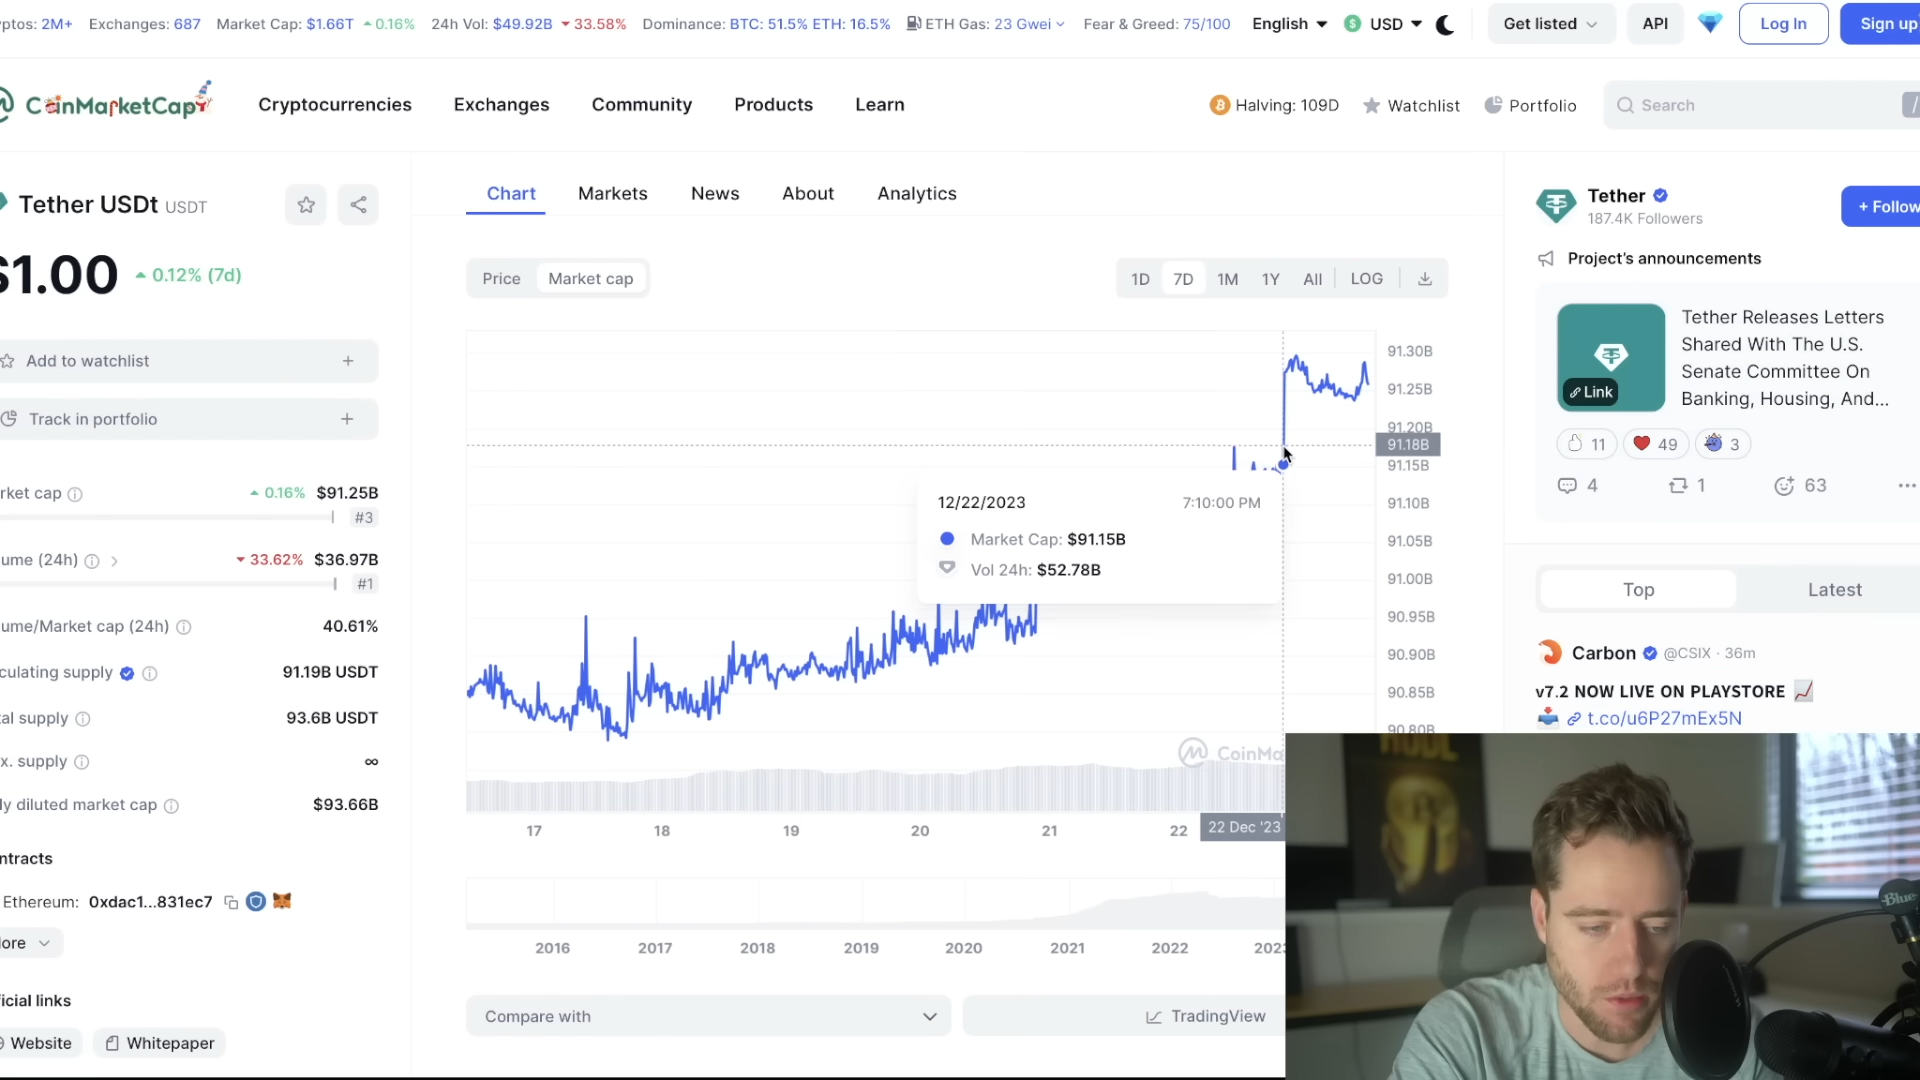 ptos: 2M+ Exchanges: 687 Market Cap: $1.66T 0.16% 24h Vol: $49.92B 33.58% Dominance: BTC: 51.5% ETH: 16.5% ETH Gas: 23 Gwei Fear & Greed: 75/100 English USD Get listed API Log In Sign up
CoinMarketCap Cryptocurrencies Exchanges Community Products Learn Halving: 109D Watchlist Portfolio Search /
Tether USDt USDT
$1.00 0.12% (7d)
Add to watchlist +
Track in portfolio +
rket cap 0.16% $91.25B
#3
ume (24h) 33.62% $36.97B
#1
ume/Market cap (24h) 40.61%
culating supply 91.19B USDT
tal supply 93.6B USDT
x. supply ∞
ly diluted market cap $93.66B
ntracts
Ethereum: 0xdac1...831ec7
ore
icial links
Website Whitepaper
Chart Markets News About Analytics
Price Market cap 1D 7D 1M 1Y All LOG
91.30B
91.25B
91.20B
91.18B
91.15B
91.10B
91.05B
91.00B
90.95B
90.90B
90.85B
90.80B
12/22/2023 7:10:00 PM
Market Cap: $91.15B
Vol 24h: $52.78B
CoinMa
17 18 19 20 21 22 22 Dec '23
2016 2017 2018 2019 2020 2021 2022 2023
Compare with TradingView
Tether
187.4K Followers
+ Follow
Project's announcements
Link
Tether Releases Letters
Shared With The U.S.
Senate Committee On
Banking, Housing, And...
11 49 3
4 1 63 ...
Top Latest
Carbon @CSIX · 36m
v7.2 NOW LIVE ON PLAYSTORE
t.co/u6P27mEx5N
HODL
Blue